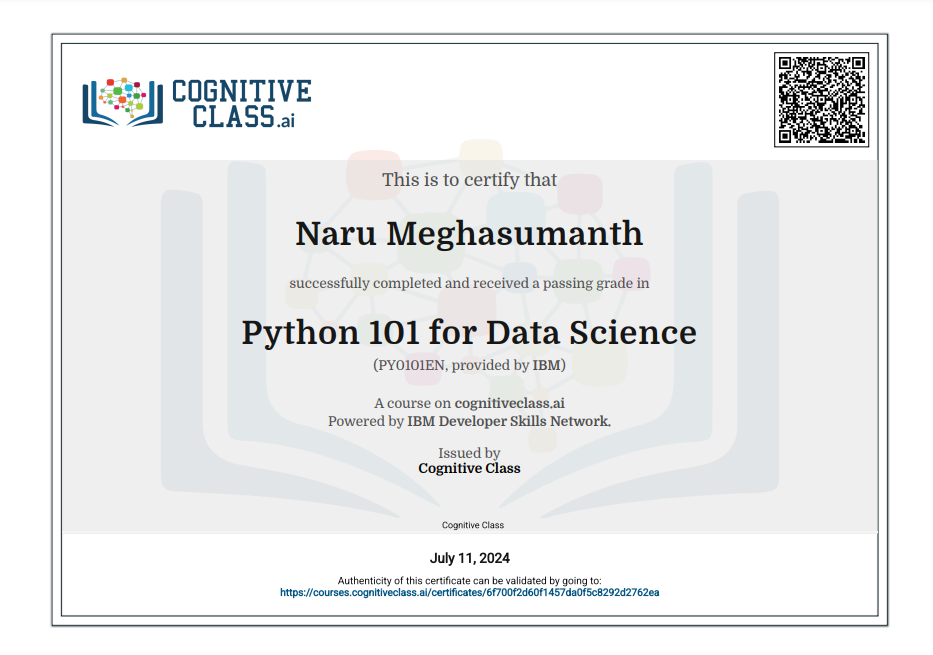 COGNITIVE
CLASS.ai
This is to certify that
Naru Meghasumanth
successfully completed and received a passing grade in
Python 101 for Data Science
(PY0101EN, provided by IBM)
A course on cognitiveclass.ai
Powered by IBM Developer Skills Network.
Issued by
Cognitive Class
Cognitive Class
July 11, 2024
Authenticity of this certificate can be validated by going to:
https://courses.cognitiveclass.ai/certificates/6f700f2d60f1457da0f5c8292d2762ea